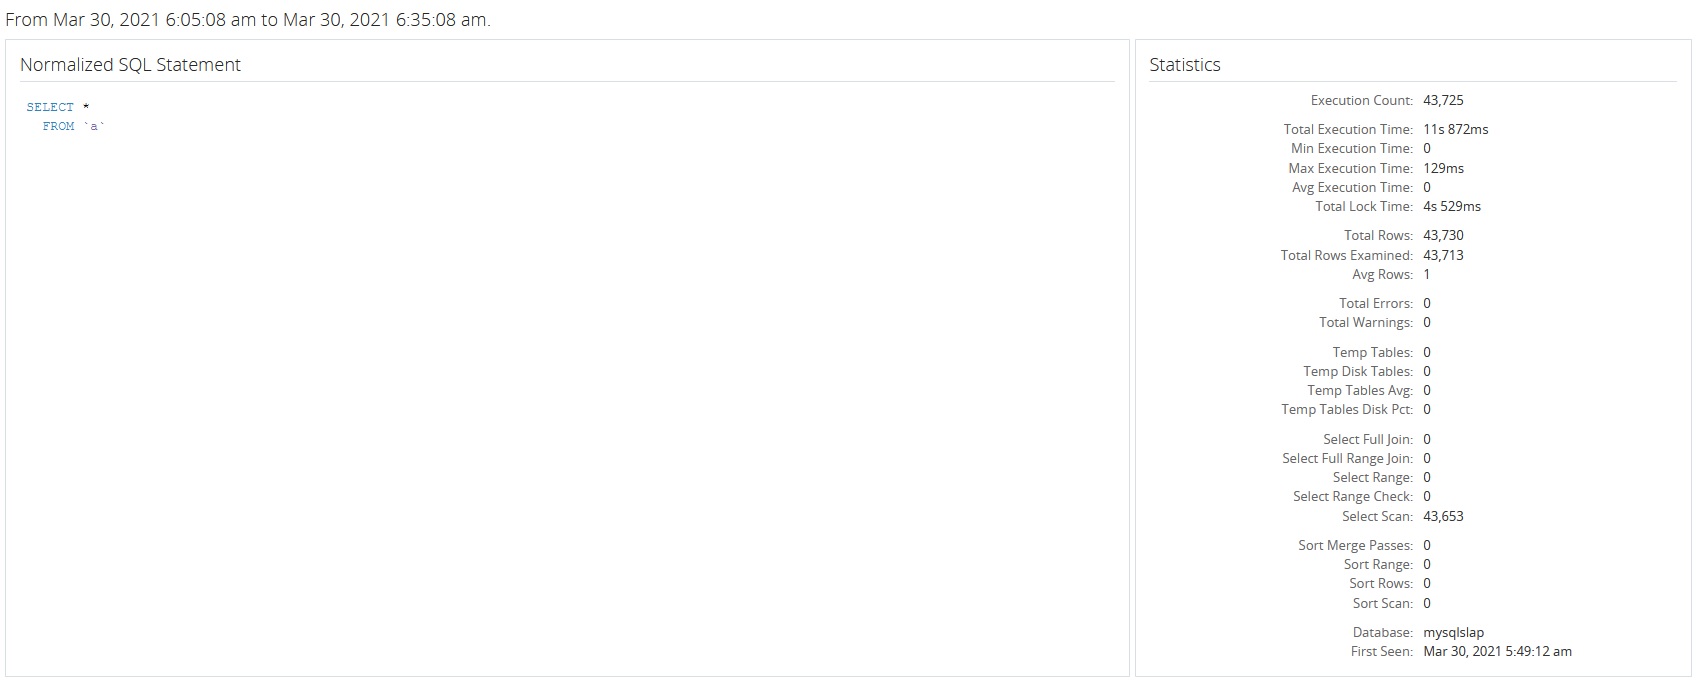 From Mar 30, 2021 6:05:08 am to Mar 30, 2021 6:35:08 am.
Normalized SQL Statement
SELECT *
FROM `a`
Statistics
Execution Count: 43,725
Total Execution Time: 11s 872ms
Min Execution Time: 0
Max Execution Time: 129ms
Avg Execution Time: 0
Total Lock Time: 4s 529ms
Total Rows: 43,730
Total Rows Examined: 43,713
Avg Rows: 1
Total Errors: 0
Total Warnings: 0
Temp Tables: 0
Temp Disk Tables: 0
Temp Tables Avg: 0
Temp Tables Disk Pct: 0
Select Full Join: 0
Select Full Range Join: 0
Select Range: 0
Select Range Check: 0
Select Scan: 43,653
Sort Merge Passes: 0
Sort Range: 0
Sort Rows: 0
Sort Scan: 0
Database: mysqlslap
First Seen: Mar 30, 2021 5:49:12 am